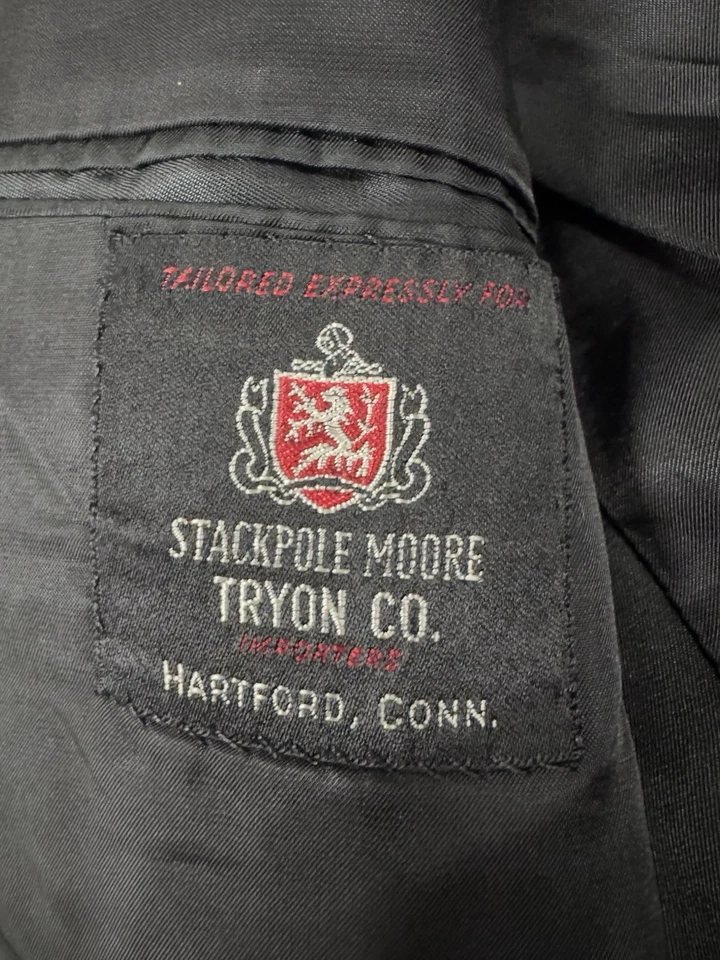 TAILORED EXPRESSLY FOR
STACKPOLE MOORE
TRYON CO.
IMPORTERS
HARTFORD, CONN.